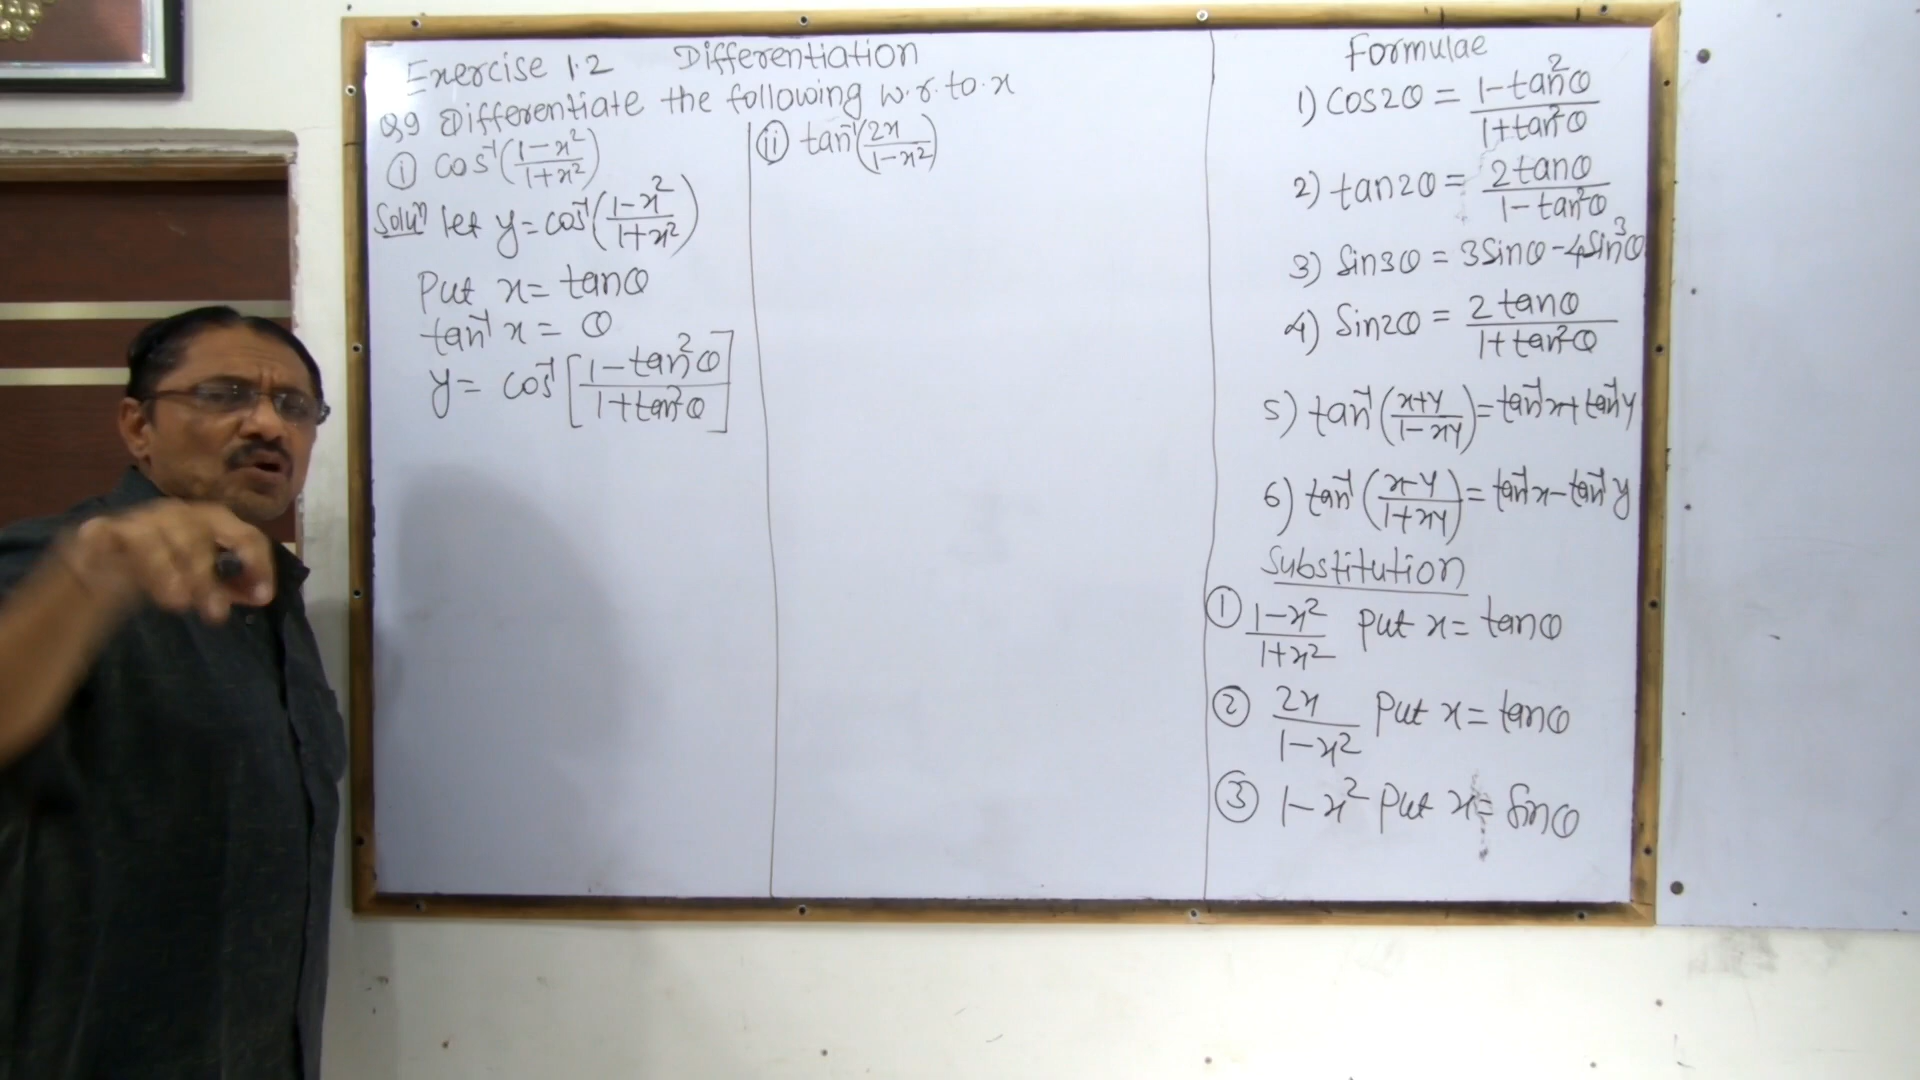 Exercise 1.2 Differentiation
Q9 Differentiate the following w.r.to.x
(i) cos⁻¹((1-x²)/(1+x²))
Soluⁿ let y = cos⁻¹((1-x²)/(1+x²))
Put x = tanθ
tan⁻¹ x = θ
y = cos⁻¹[(1-tan²θ)/(1+tan²θ)]
(ii) tan⁻¹(2x/(1-x²))
Formulae
1) cos2θ = (1-tan²θ)/(1+tan²θ)
2) tan2θ = 2tanθ/(1-tan²θ)
3) Sin3θ = 3Sinθ-4Sin³θ
4) Sin2θ = 2tanθ/(1+tan²θ)
5) tan⁻¹((x+y)/(1-xy)) = tan⁻¹x+tan⁻¹y
6) tan⁻¹((x-y)/(1+xy)) = tan⁻¹x-tan⁻¹y
Substitution
① (1-x²)/(1+x²) Put x = tanθ
② 2x/(1-x²) Put x = tanθ
③ 1-x² Put x = Sinθ